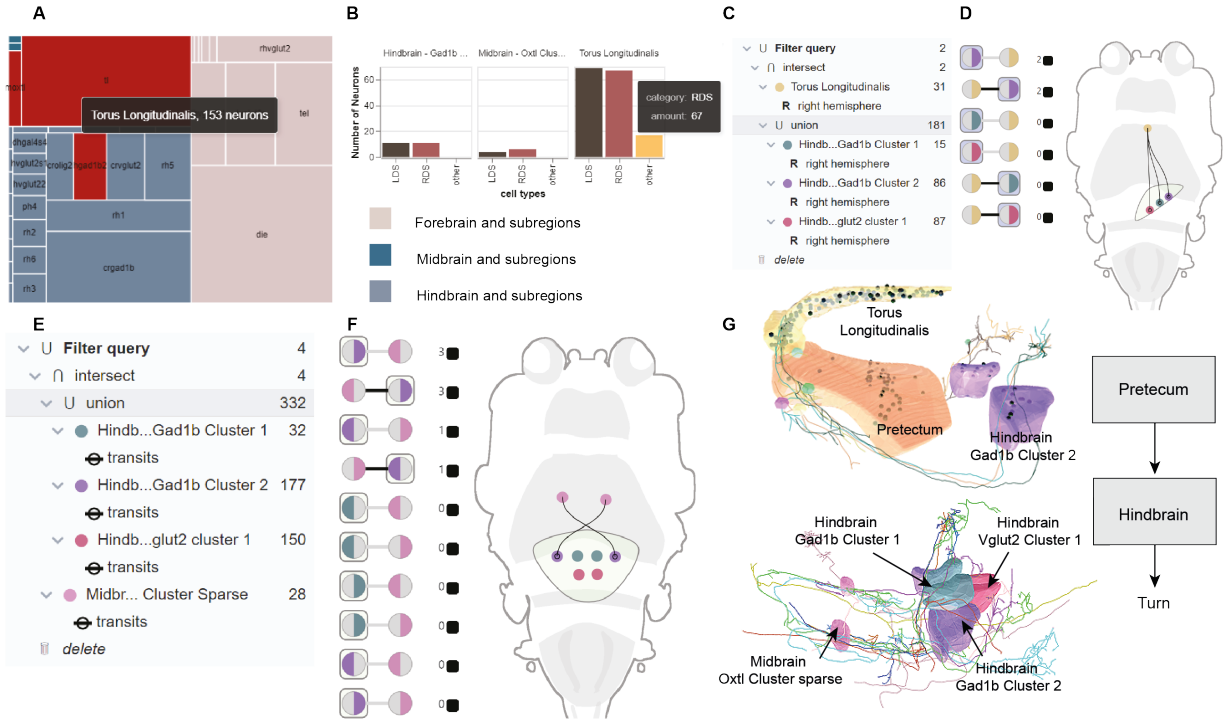 A
rhvglut2
s
mpx1
Torus Longitudinalis, 153 neurons
tel
dhgal4s4
hvglut2s1
hvglut22
crolig2
hgad1b2
crvglut2
rh5
ph4
rh2
rh6
rh3
rh1
crgad1b
die
B
Hindbrain - Gad1b ...
Midbrain - Oxtl Clus...
Torus Longitudinalis
Number of Neurons
60
40
20
0
category: RDS
amount: 67
LDS
RDS
other
LDS
RDS
other
LDS
RDS
other
cell types
Forebrain and subregions
Midbrain and subregions
Hindbrain and subregions
C
U Filter query 2
∩ intersect 2
Torus Longitudinalis 31
R right hemisphere
U union 181
Hindb...Gad1b Cluster 1 15
R right hemisphere
Hindb...Gad1b Cluster 2 86
R right hemisphere
Hindb...glut2 cluster 1 87
R right hemisphere
delete
D
2
2
0
0
0
0
E
U Filter query 4
∩ intersect 4
U union 332
Hindb...Gad1b Cluster 1 32
transits
Hindb...Gad1b Cluster 2 177
transits
Hindb...glut2 cluster 1 150
transits
Midbr... Cluster Sparse 28
transits
delete
F
3
3
1
1
0
0
0
0
0
0
G
Torus
Longitudinalis
Pretectum
Hindbrain
Gad1b Cluster 2
Hindbrain
Gad1b Cluster 1
Hindbrain
Vglut2 Cluster 1
Midbrain
Oxtl Cluster sparse
Hindbrain
Gad1b Cluster 2
Pretecum
Hindbrain
Turn